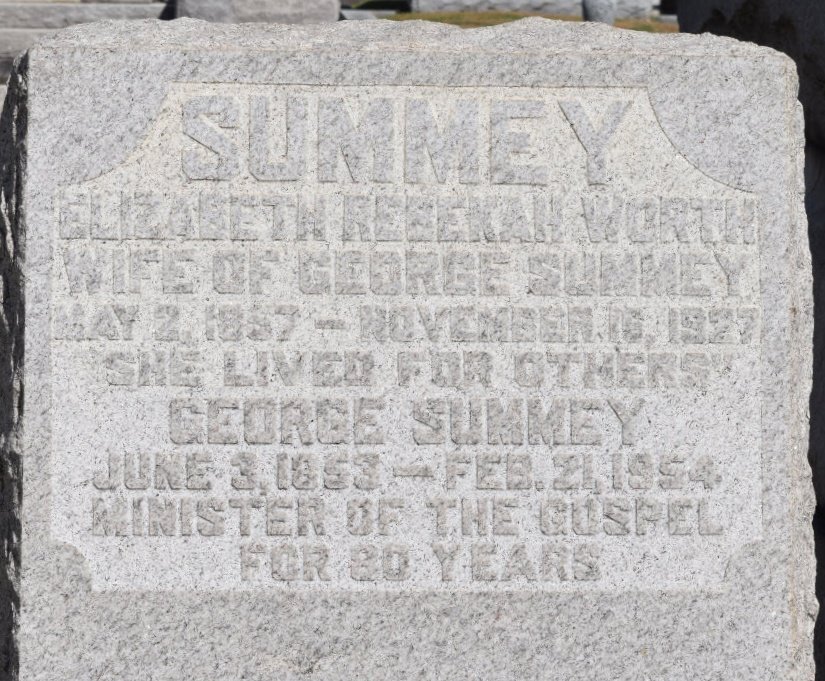 SUMMEY
ELIZABETH REBEKAH WORTH
WIFE OF GEORGE SUMMEY
MAY 2, 1857 – NOVEMBER 16, 1927
"SHE LIVED FOR OTHERS"
GEORGE SUMMEY
JUNE 3, 1853 – FEB. 21, 1954
MINISTER OF THE GOSPEL
FOR 80 YEARS